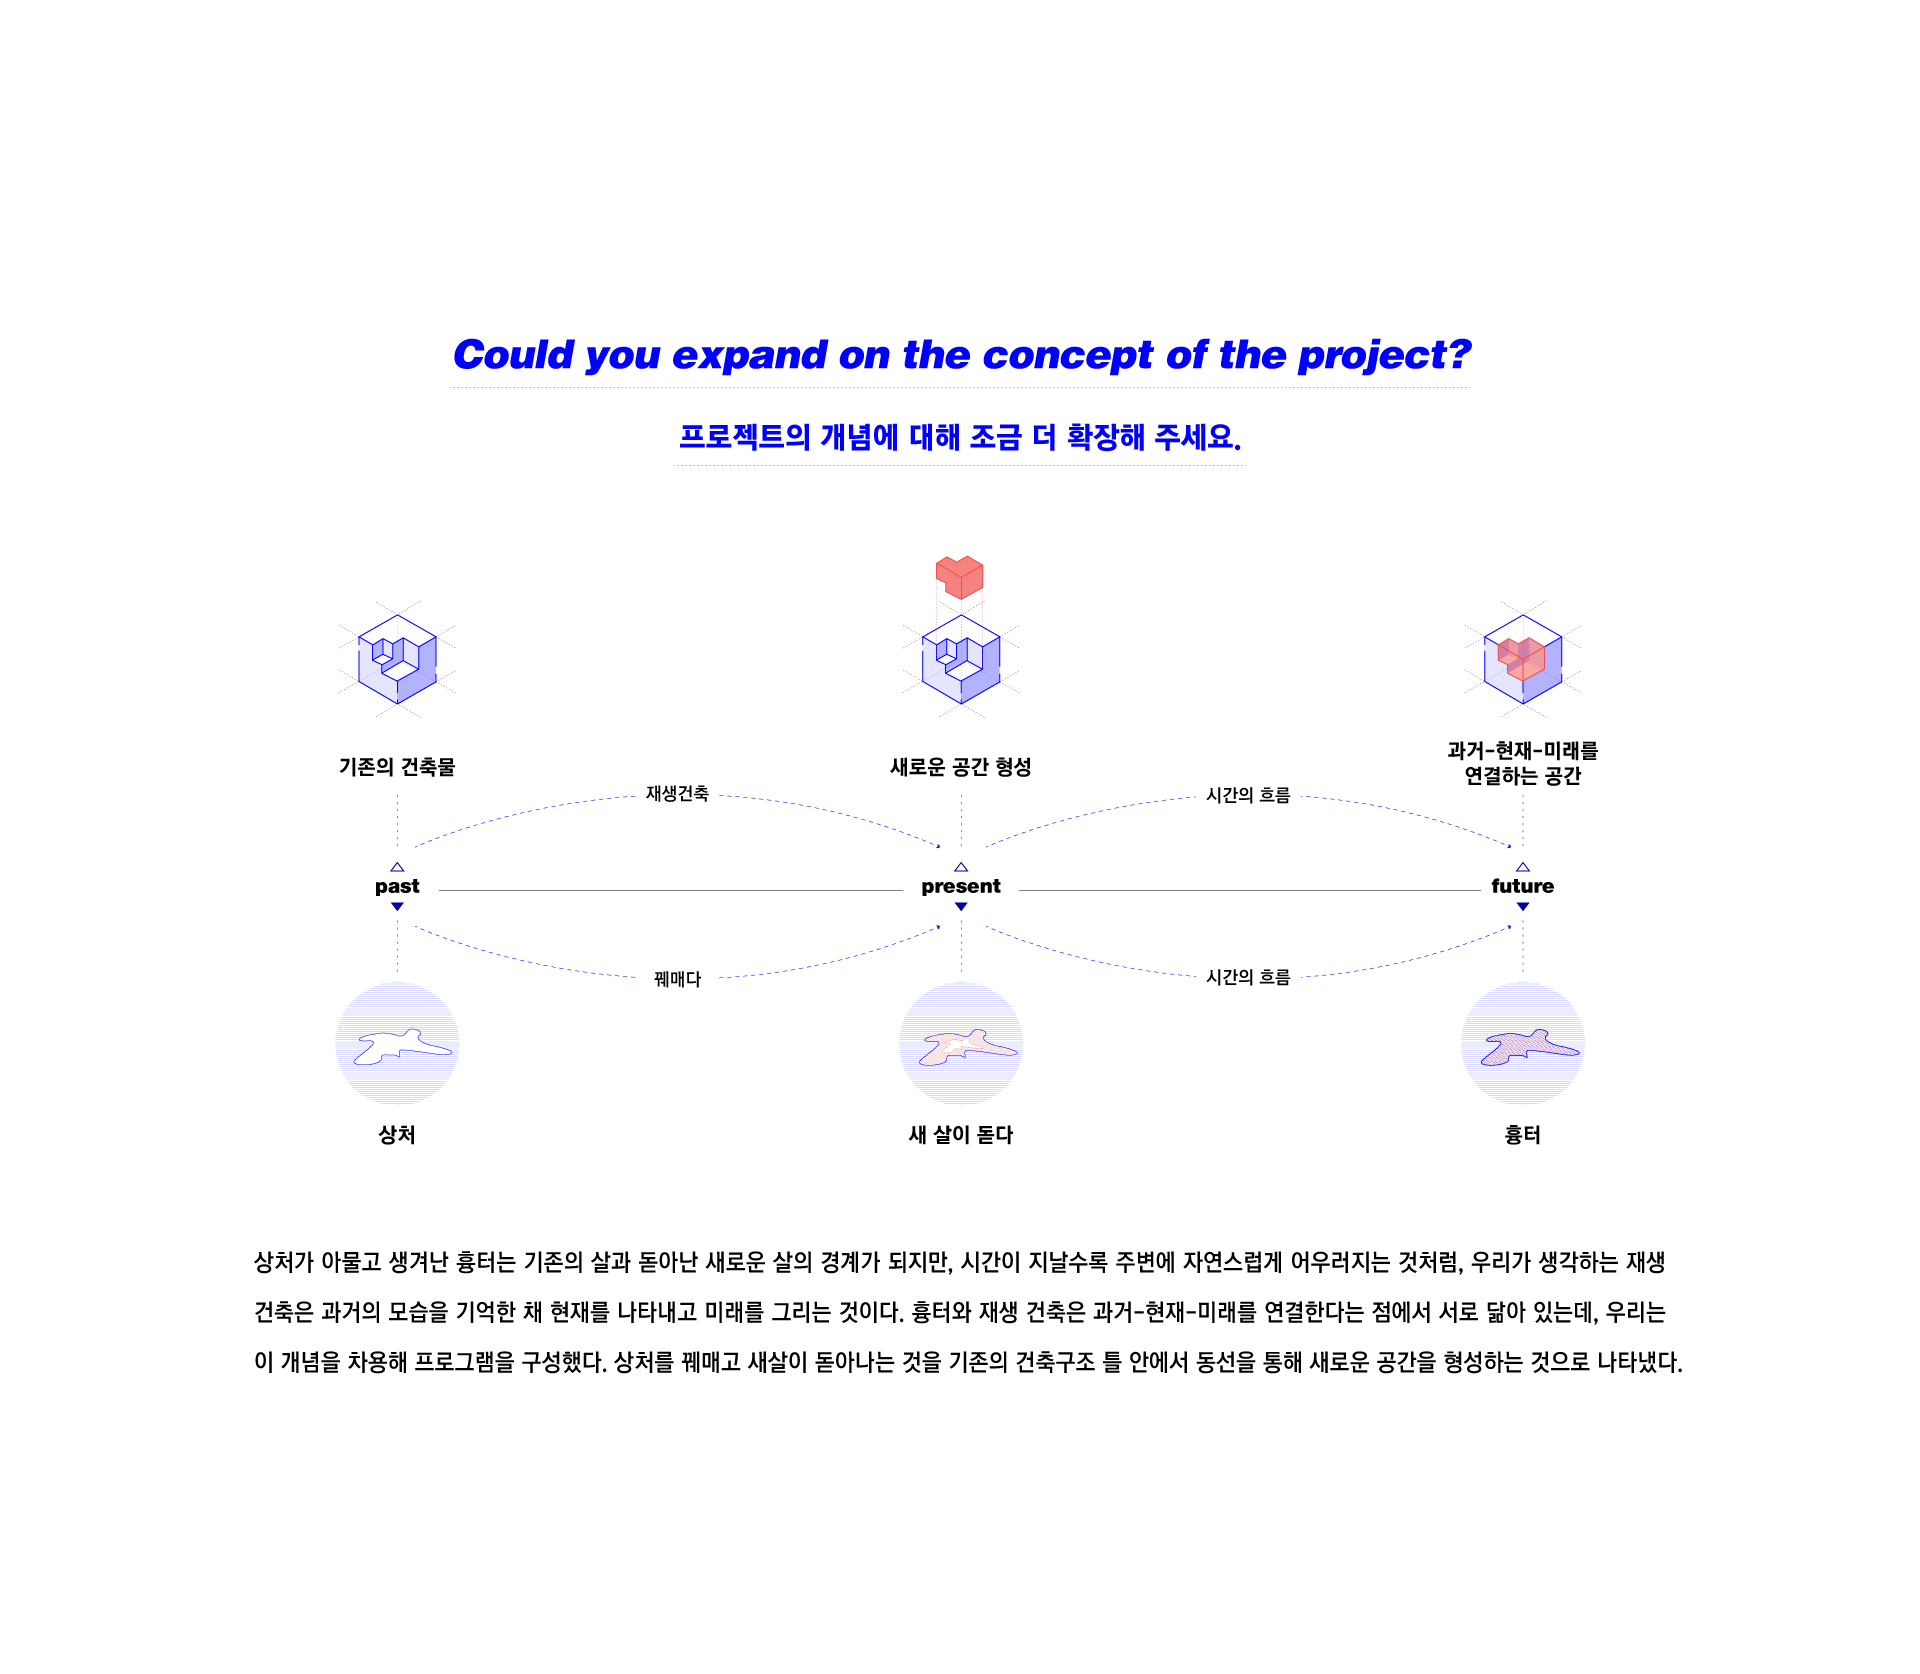 Could you expand on the concept of the project?
프로젝트의 개념에 대해 조금 더 확장해 주세요.
기존의 건축물
새로운 공간 형성
과거-현재-미래를
연결하는 공간
재생건축
시간의 흐름
past
present
future
꿰매다
시간의 흐름
상처
새 살이 돋다
흉터
상처가 아물고 생겨난 흉터는 기존의 살과 돋아난 새로운 살의 경계가 되지만, 시간이 지날수록 주변에 자연스럽게 어우러지는 것처럼, 우리가 생각하는 재생
건축은 과거의 모습을 기억한 채 현재를 나타내고 미래를 그리는 것이다. 흉터와 재생 건축은 과거-현재-미래를 연결한다는 점에서 서로 닮아 있는데, 우리는
이 개념을 차용해 프로그램을 구성했다. 상처를 꿰매고 새살이 돋아나는 것을 기존의 건축구조 틀 안에서 동선을 통해 새로운 공간을 형성하는 것으로 나타냈다.